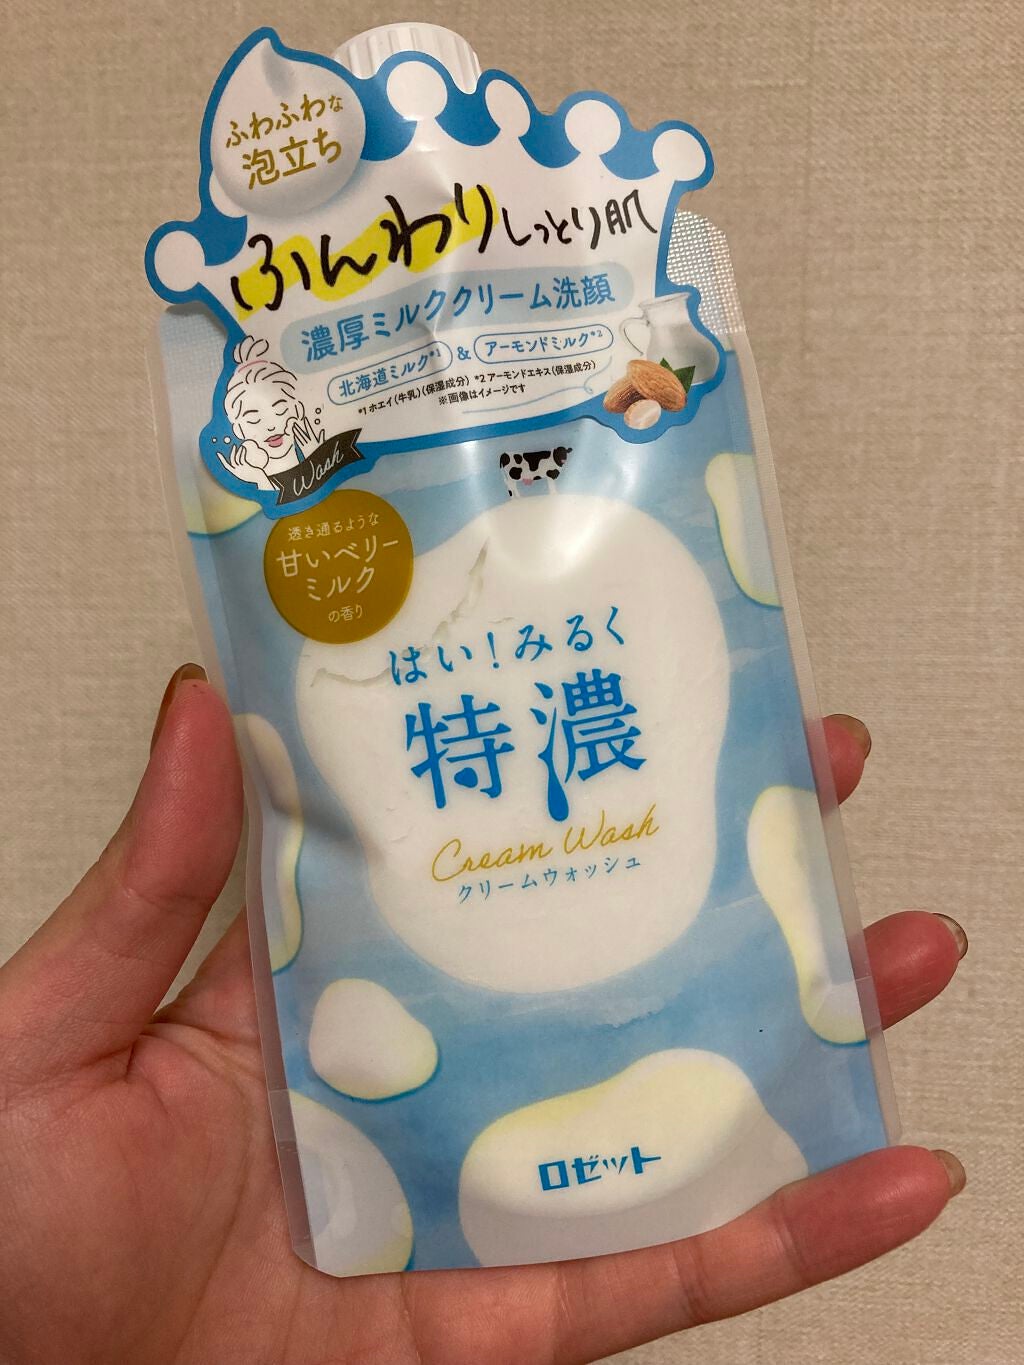 ふわふわな
泡立ち
ふんわりしっとり肌
濃厚ミルククリーム洗顔
北海道ミルク*1 & アーモンドミルク*2
*1 ホエイ(牛乳)(保湿成分) *2 アーモンドエキス(保湿成分)
※画像はイメージです
Wash
透き通るような
甘いベリー
ミルク
の香り
はい!みるく
特濃
Cream Wash
クリームウォッシュ
ロゼット